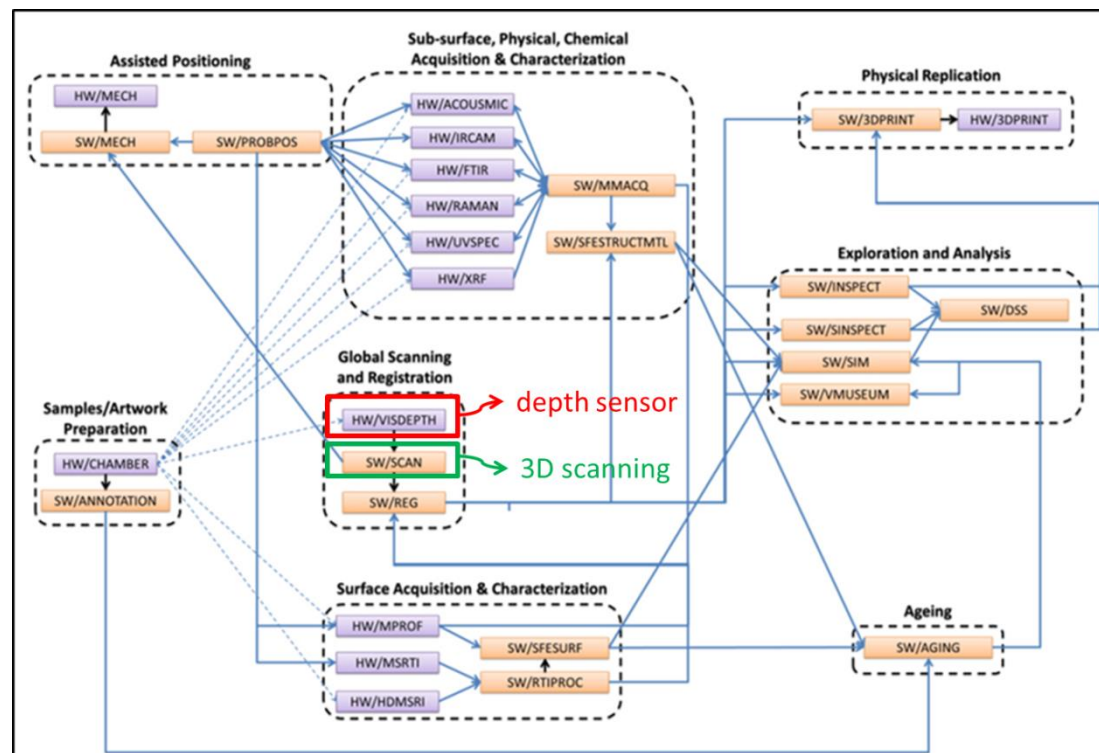 Assisted Positioning
HW/MECH
SW/MECH
SW/PROBPOS
Sub-surface, Physical, Chemical
Acquisition & Characterization
HW/ACOUSMIC
HW/IRCAM
HW/FTIR
HW/RAMAN
HW/UVSPEC
HW/XRF
SW/MMACQ
SW/SFESTRUCTMTL
Physical Replication
SW/3DPRINT
HW/3DPRINT
Exploration and Analysis
SW/INSPECT
SW/DSS
SW/SINSPECT
SW/SIM
SW/VMUSEUM
Global Scanning
and Registration
HW/VISDEPTH
depth sensor
SW/SCAN
3D scanning
SW/REG
Samples/Artwork
Preparation
HW/CHAMBER
SW/ANNOTATION
Surface Acquisition & Characterization
HW/MPROF
SW/SFESURF
HW/MSRTI
SW/RTIPROC
HW/HDMSRI
Ageing
SW/AGING